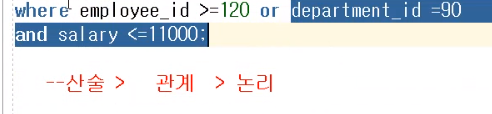 where employee_id >=120 or department_id =90
and salary <=11000;
--산술 > 관계 > 논리